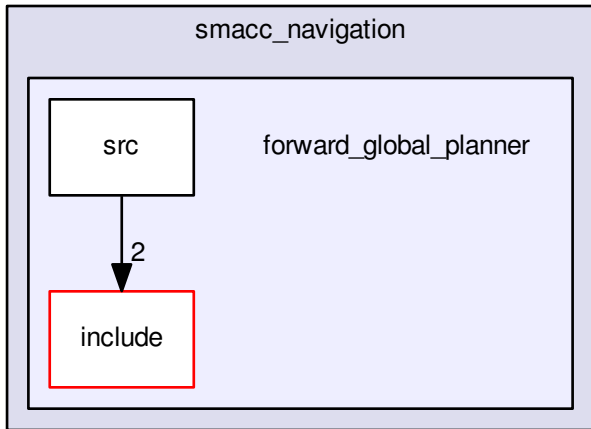 smacc_navigation
src
forward_global_planner
2
include